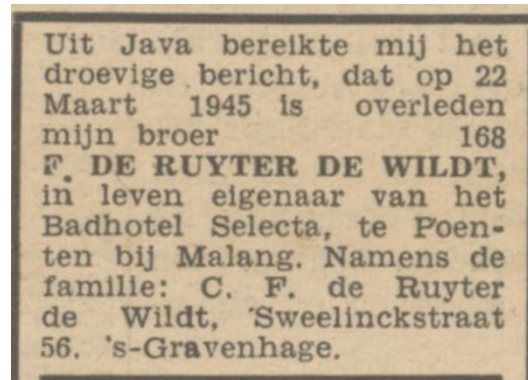 Uit Java bereikte mij het
droevige bericht, dat op 22
Maart 1945 is overleden
mijn broer 168
F. DE RUYTER DE WILDT,
in leven eigenaar van het
Badhotel Selecta, te Poen-
ten bij Malang. Namens de
familie: C. F. de Ruyter
de Wildt, Sweelinckstraat
56. 's-Gravenhage.